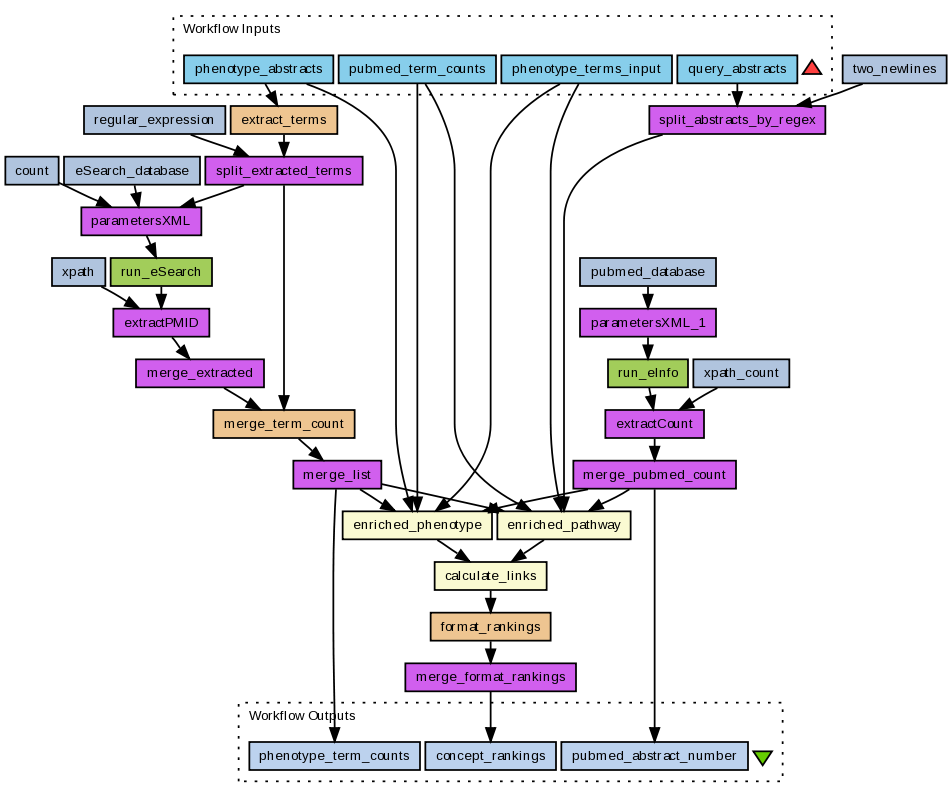 Workflow Inputs
phenotype_abstracts
pubmed_term_counts
phenotype_terms_input
query_abstracts
two_newlines
regular_expression
extract_terms
split_abstracts_by_regex
count
eSearch_database
split_extracted_terms
parametersXML
xpath
run_eSearch
pubmed_database
extractPMID
parametersXML_1
merge_extracted
run_eInfo
xpath_count
merge_term_count
extractCount
merge_list
merge_pubmed_count
enriched_phenotype
enriched_pathway
calculate_links
format_rankings
merge_format_rankings
Workflow Outputs
phenotype_term_counts
concept_rankings
pubmed_abstract_number